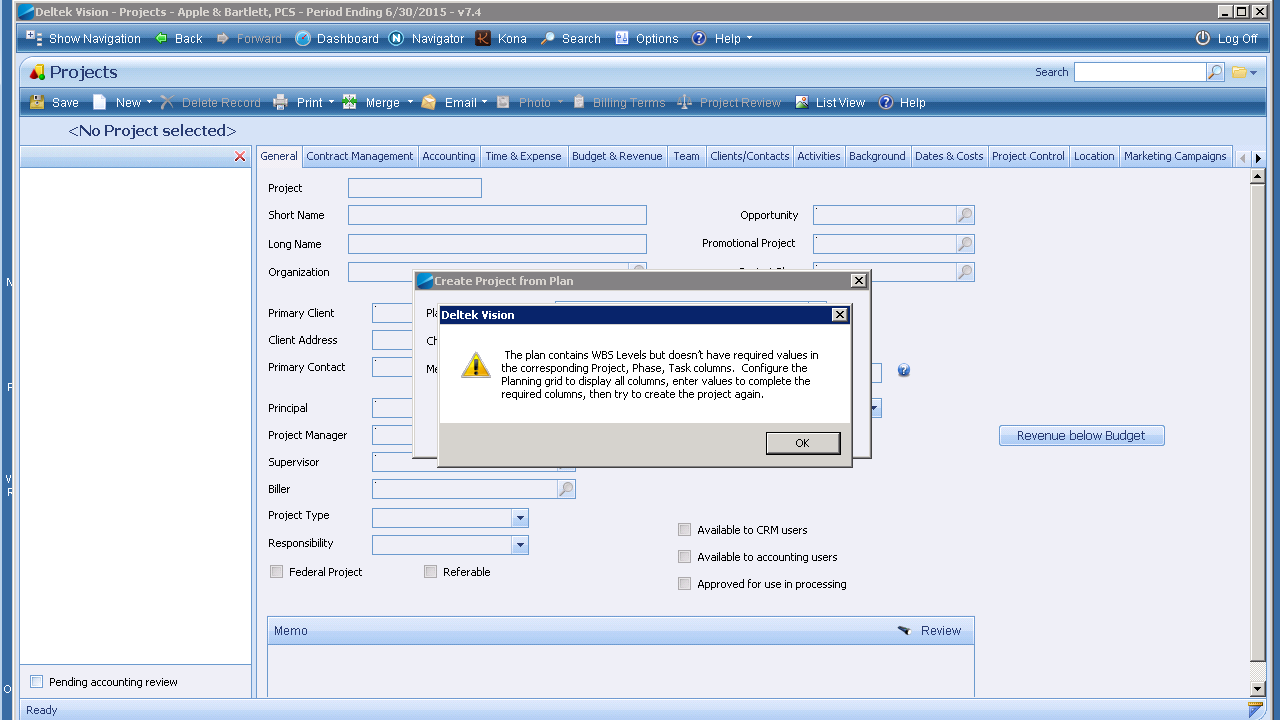 Deltek Vision - Projects - Apple & Bartlett, PCS - Period Ending 6/30/2015 - v7.4
Show Navigation Back Forward Dashboard Navigator Kona Search Options Help Log Off
Projects Search
Save New Delete Record Print Merge Email Photo Billing Terms Project Review List View Help
<No Project selected>
General Contract Management Accounting Time & Expense Budget & Revenue Team Clients/Contacts Activities Background Dates & Costs Project Control Location Marketing Campaigns
Project
Short Name Opportunity
Long Name Promotional Project
Organization
Create Project from Plan
Primary Client
Deltek Vision
Client Address
The plan contains WBS Levels but doesn't have required values in
the corresponding Project, Phase, Task columns. Configure the
Planning grid to display all columns, enter values to complete the
required columns, then try to create the project again.
Primary Contact
Principal
Project Manager
OK
Revenue below Budget
Supervisor
Biller
Project Type
Available to CRM users
Responsibility
Available to accounting users
Federal Project Referable
Approved for use in processing
Memo Review
Pending accounting review
Ready